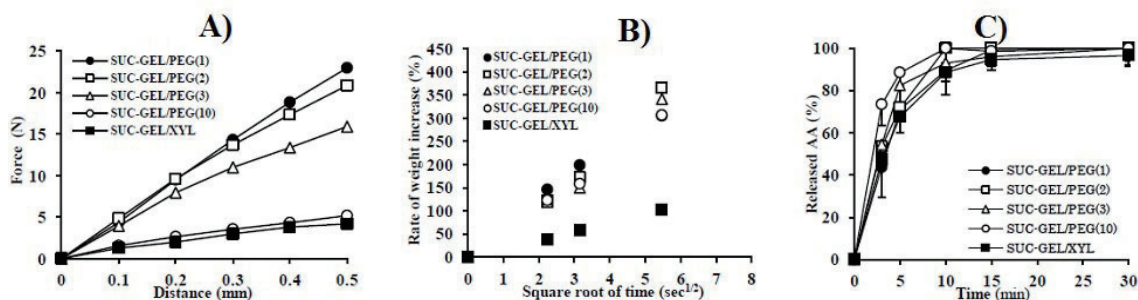 A)
Force (N)
25
20
15
10
5
0
SUC-GEL/PEG(1)
SUC-GEL/PEG(2)
SUC-GEL/PEG(3)
SUC-GEL/PEG(10)
SUC-GEL/XYL
0 0.1 0.2 0.3 0.4 0.5
Distance (mm)
B)
Rate of weight increase (%)
450
400
350
300
250
200
150
100
50
0
SUC-GEL/PEG(1)
SUC-GEL/PEG(2)
SUC-GEL/PEG(3)
SUC-GEL/PEG(10)
SUC-GEL/XYL
0 1 2 3 4 5 6 7 8
Square root of time (sec1/2)
C)
Released AA (%)
100
80
60
40
20
0
SUC-GEL/PEG(1)
SUC-GEL/PEG(2)
SUC-GEL/PEG(3)
SUC-GEL/PEG(10)
SUC-GEL/XYL
0 5 10 15 20 25 30
Time (min)